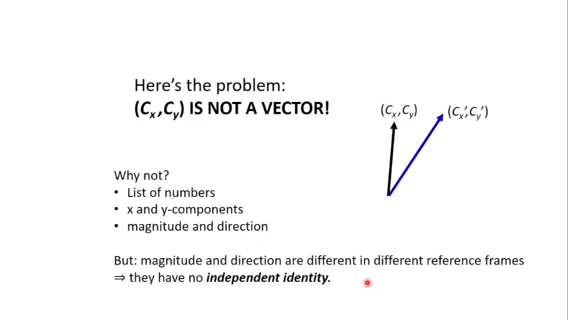 Here's the problem:
(Cx,Cy) IS NOT A VECTOR!
(Cx,Cy)
(Cx',Cy')
Why not?
• List of numbers
• x and y-components
• magnitude and direction
But: magnitude and direction are different in different reference frames
⇒ they have no independent identity.